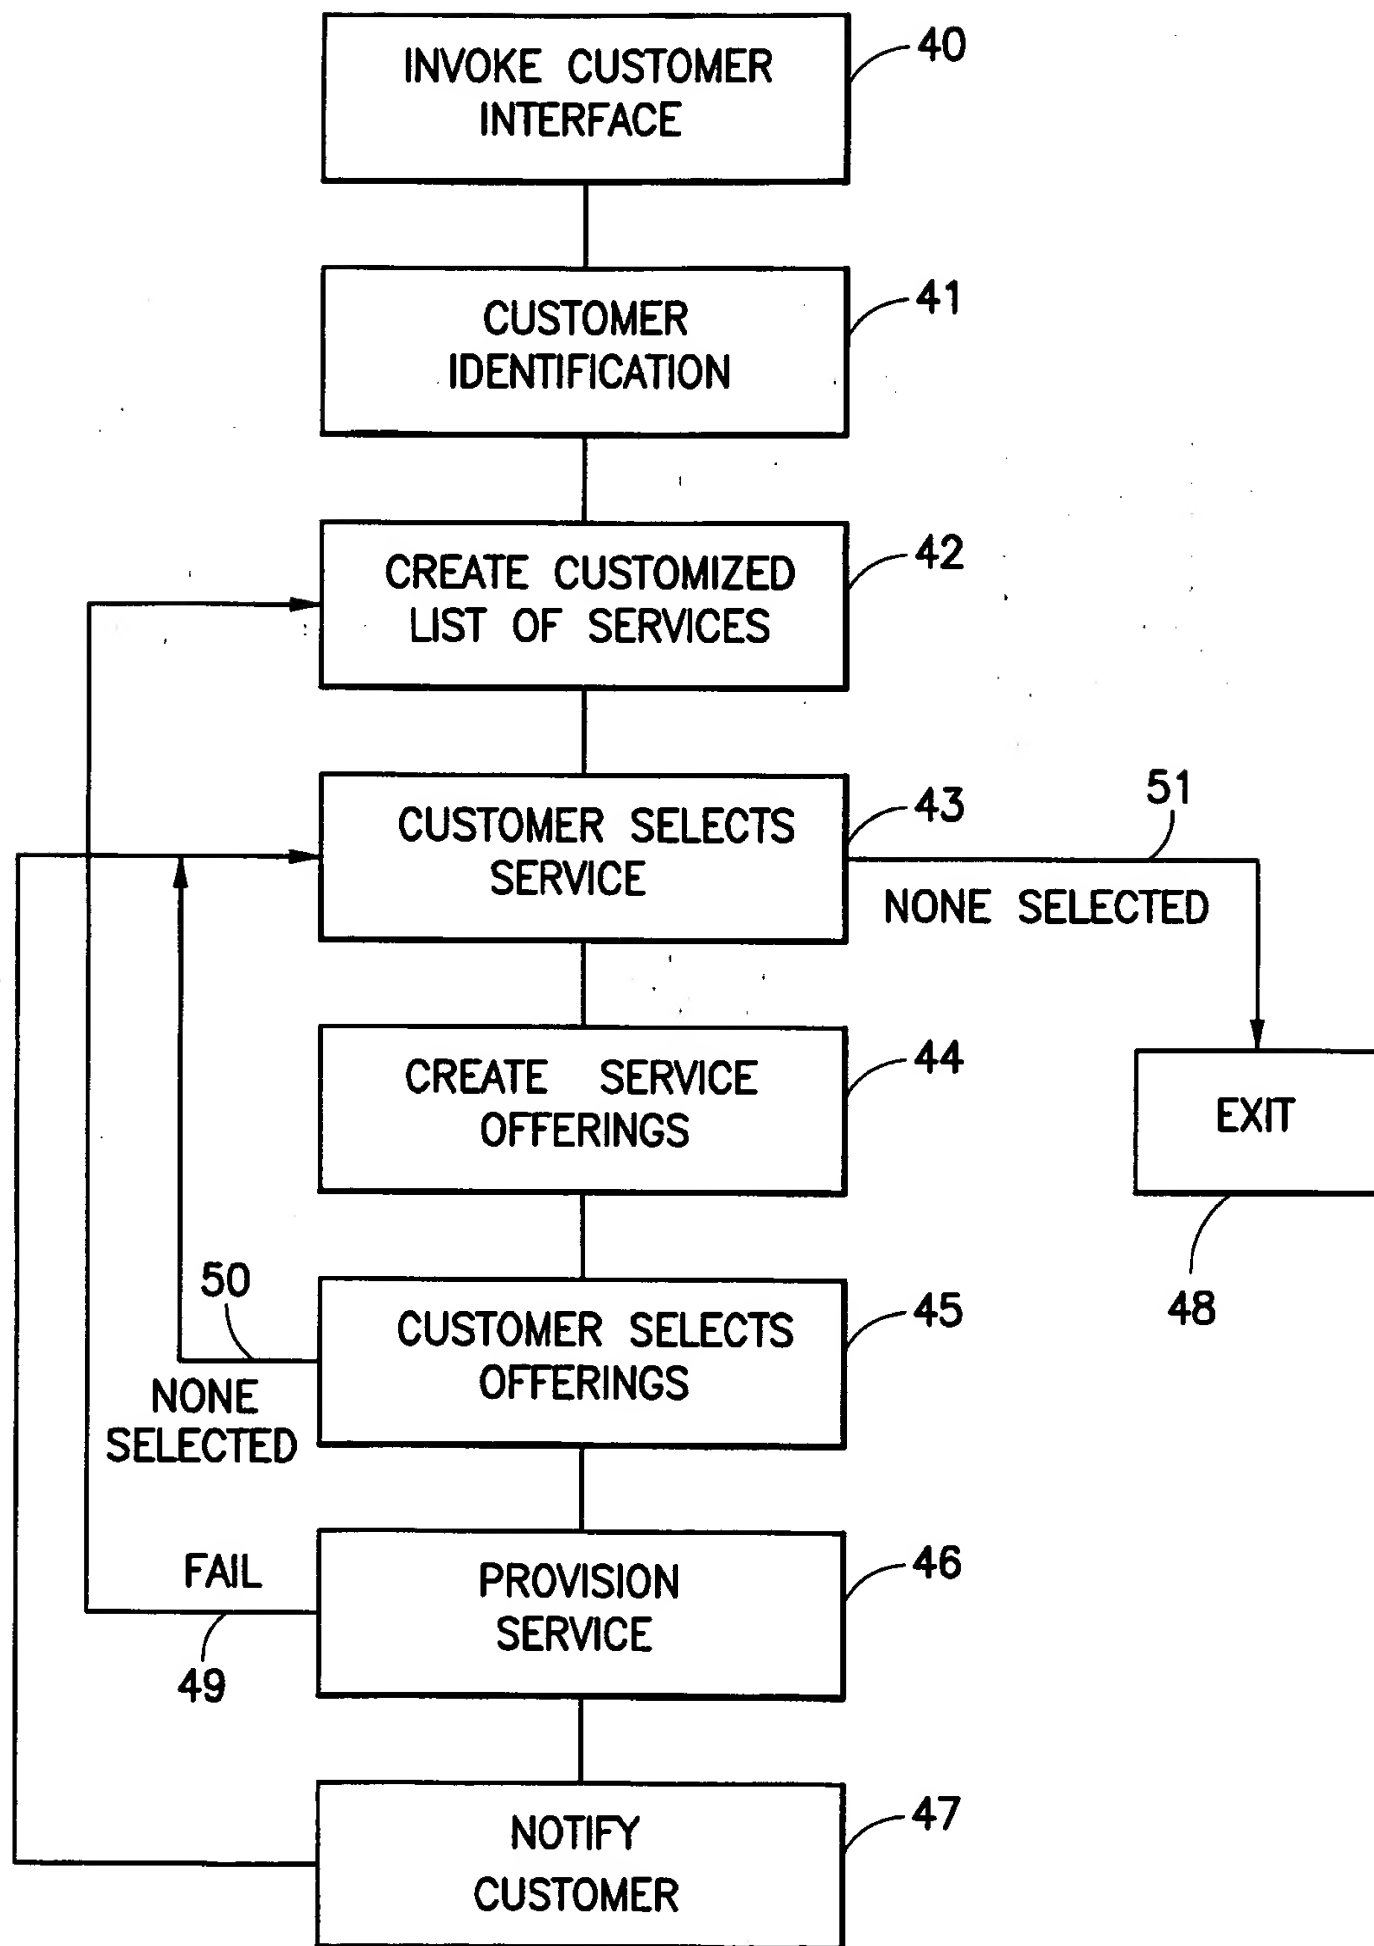 INVOKE CUSTOMER
INTERFACE
40
CUSTOMER
IDENTIFICATION
41
CREATE CUSTOMIZED
LIST OF SERVICES
42
CUSTOMER SELECTS
SERVICE
43
51
NONE SELECTED
CREATE SERVICE
OFFERINGS
44
EXIT
48
50
NONE
SELECTED
CUSTOMER SELECTS
OFFERINGS
45
FAIL
49
PROVISION
SERVICE
46
NOTIFY
CUSTOMER
47